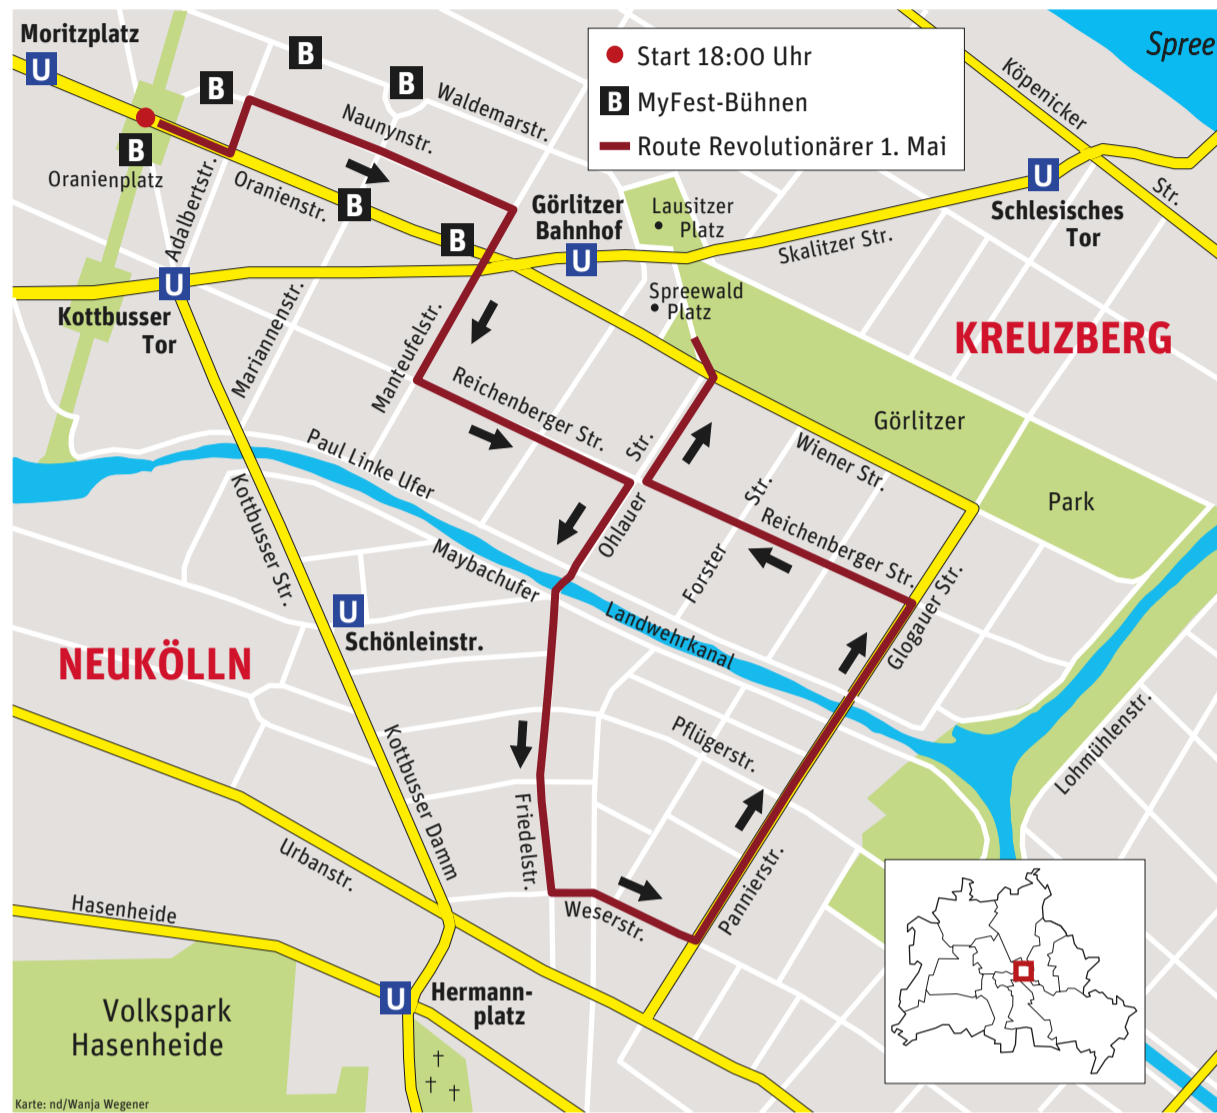 Moritzplatz
U
B
B
B
Waldemarstr.
Naunynstr.
B
Oranienplatz
Adalbertstr.
Oranienstr.
B
B
Start 18:00 Uhr
B MyFest-Bühnen
Route Revolutionärer 1. Mai
Spree
Köpenicker
Str.
U
Schlesisches
Tor
Görlitzer
Bahnhof
U
Lausitzer
Platz
Skalitzer Str.
U
Kottbusser
Tor
Spreewald
Platz
KREUZBERG
Mariannenstr.
Manteufelstr.
Reichenberger Str.
Görlitzer
Park
Wiener Str.
Paul Linke Ufer
Ohlauer
Str.
Forster
Str.
Reichenberger Str.
Glogauer Str.
Kottbusser Str.
Maybachufer
Landwehrkanal
U
Schönleinstr.
NEUKÖLLN
Pflügerstr.
Lohmühlenstr.
Kottbusser Damm
Friedelstr.
Urbanstr.
Pannierstr.
Weserstr.
Hasenheide
U
Hermann-
platz
Volkspark
Hasenheide
Karte: nd/Wanja Wegener